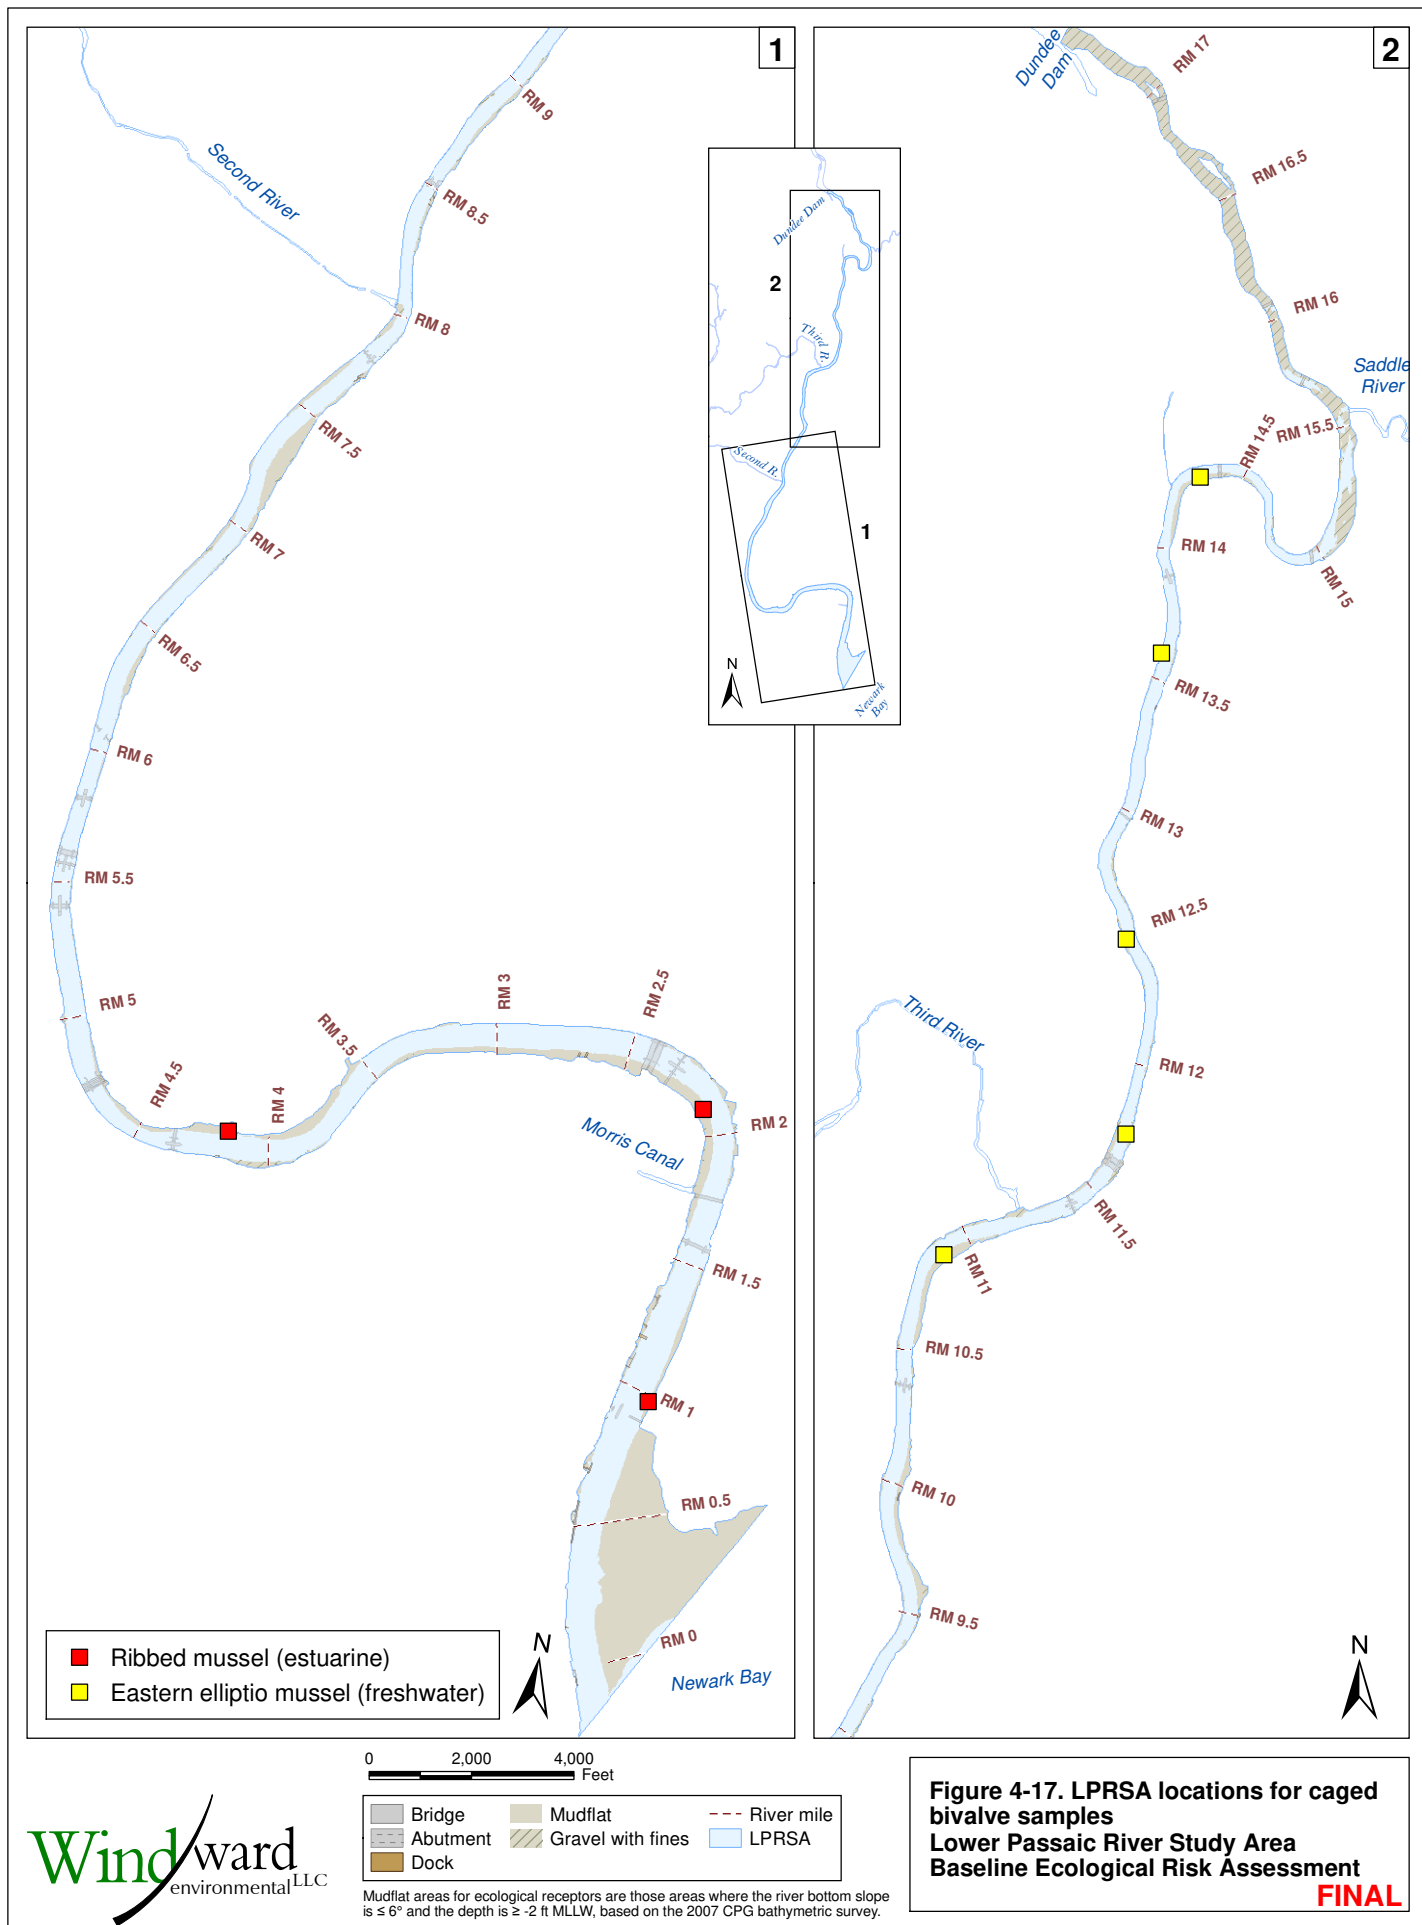 1
RM 9
Second River
RM 8.5
RM 8
RM 7.5
RM 7
RM 6.5
RM 6
RM 5.5
RM 5
RM 4.5
RM 4
RM 3.5
RM 3
RM 2.5
RM 2
Morris Canal
RM 1.5
RM 1
RM 0.5
RM 0
Newark Bay
Ribbed mussel (estuarine)
Eastern elliptio mussel (freshwater)
N
Dundee Dam
2
Third R.
Second R.
1
N
Newark
Bay
2
Dundee
Dam
RM 17
RM 16.5
RM 16
Saddle
River
RM 15.5
RM 14.5
RM 15
RM 14
RM 13.5
RM 13
RM 12.5
Third River
RM 12
RM 11.5
RM 11
RM 10.5
RM 10
RM 9.5
N
0 2,000 4,000
Feet
Bridge
Abutment
Dock
Mudflat
Gravel with fines
River mile
LPRSA
Mudflat areas for ecological receptors are those areas where the river bottom slope
is ≤ 6° and the depth is ≥ -2 ft MLLW, based on the 2007 CPG bathymetric survey.
Windward
environmental LLC
Figure 4-17. LPRSA locations for caged
bivalve samples
Lower Passaic River Study Area
Baseline Ecological Risk Assessment
FINAL